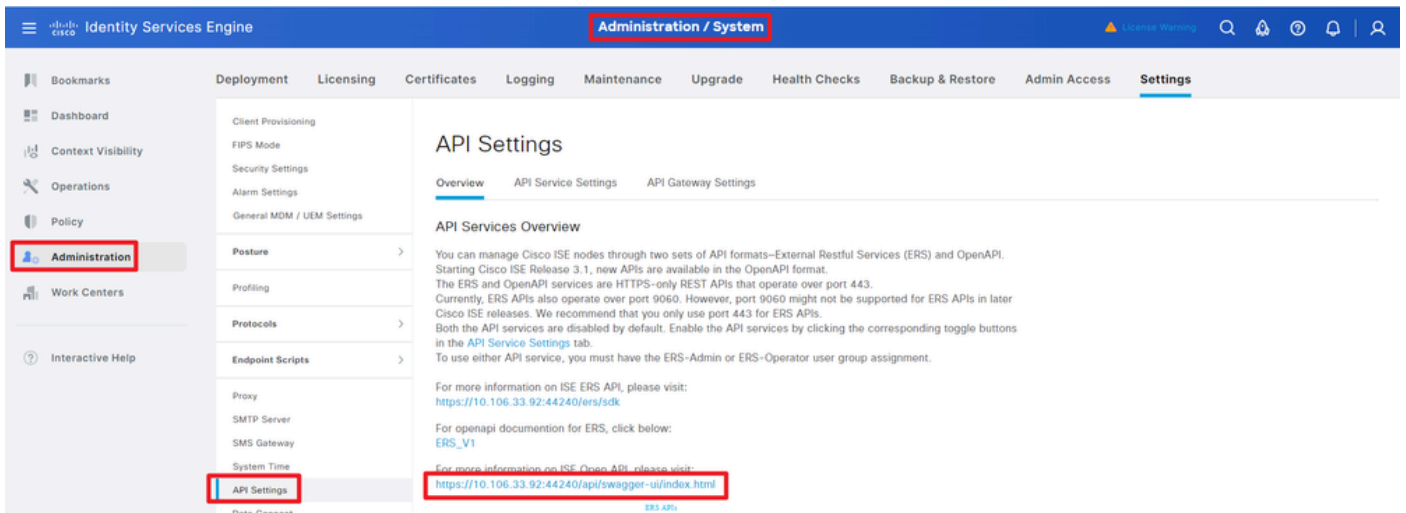 cisco Identity Services Engine
Administration / System
License Warning
Bookmarks
Dashboard
Context Visibility
Operations
Policy
Administration
Work Centers
Interactive Help
Deployment Licensing Certificates Logging Maintenance Upgrade Health Checks Backup & Restore Admin Access Settings
Client Provisioning
FIPS Mode
Security Settings
Alarm Settings
General MDM / UEM Settings
Posture
Profiling
Protocols
Endpoint Scripts
Proxy
SMTP Server
SMS Gateway
System Time
API Settings
Data Connect
API Settings
Overview API Service Settings API Gateway Settings
API Services Overview
You can manage Cisco ISE nodes through two sets of API formats–External Restful Services (ERS) and OpenAPI.
Starting Cisco ISE Release 3.1, new APIs are available in the OpenAPI format.
The ERS and OpenAPI services are HTTPS-only REST APIs that operate over port 443.
Currently, ERS APIs also operate over port 9060. However, port 9060 might not be supported for ERS APIs in later
Cisco ISE releases. We recommend that you only use port 443 for ERS APIs.
Both the API services are disabled by default. Enable the API services by clicking the corresponding toggle buttons
in the API Service Settings tab.
To use either API service, you must have the ERS-Admin or ERS-Operator user group assignment.
For more information on ISE ERS API, please visit:
https://10.106.33.92:44240/ers/sdk
For openapi documention for ERS, click below:
ERS_V1
For more information on ISE Open API, please visit:
https://10.106.33.92:44240/api/swagger-ui/index.html
ERS APIs